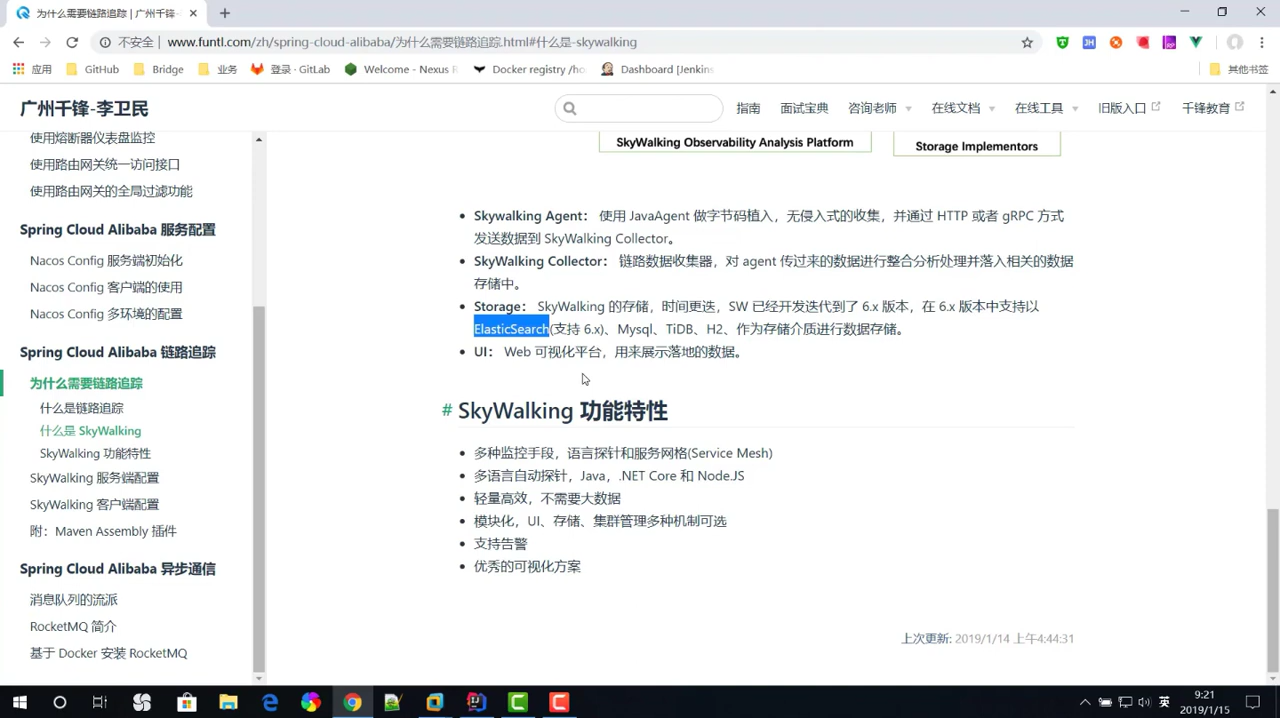 为什么需要链路追踪 | 广州千锋-
不安全 | www.funtl.com/zh/spring-cloud-alibaba/为什么需要链路追踪.html#什么是-skywalking
应用 GitHub Bridge 业务 登录 · GitLab Welcome - Nexus R Docker registry /ho Dashboard [Jenkins 其他书签
广州千锋-李卫民 指南 面试宝典 咨询老师 在线文档 在线工具 旧版入口 千锋教育
使用熔断器仪表盘监控
使用路由网关统一访问接口
使用路由网关的全局过滤功能
Spring Cloud Alibaba 服务配置
Nacos Config 服务端初始化
Nacos Config 客户端的使用
Nacos Config 多环境的配置
Spring Cloud Alibaba 链路追踪
为什么需要链路追踪
什么是链路追踪
什么是 SkyWalking
SkyWalking 功能特性
SkyWalking 服务端配置
SkyWalking 客户端配置
附：Maven Assembly 插件
Spring Cloud Alibaba 异步通信
消息队列的流派
RocketMQ 简介
基于 Docker 安装 RocketMQ
SkyWalking Observability Analysis Platform
Storage Implementors
Skywalking Agent： 使用 JavaAgent 做字节码植入，无侵入式的收集，并通过 HTTP 或者 gRPC 方式
发送数据到 SkyWalking Collector。
SkyWalking Collector： 链路数据收集器，对 agent 传过来的数据进行整合分析处理并落入相关的数据
存储中。
Storage： SkyWalking 的存储，时间更迭，SW 已经开发迭代到了 6.x 版本，在 6.x 版本中支持以
ElasticSearch(支持 6.x)、Mysql、TiDB、H2、作为存储介质进行数据存储。
UI： Web 可视化平台，用来展示落地的数据。
# SkyWalking 功能特性
多种监控手段，语言探针和服务网格(Service Mesh)
多语言自动探针，Java，.NET Core 和 Node.JS
轻量高效，不需要大数据
模块化，UI、存储、集群管理多种机制可选
支持告警
优秀的可视化方案
上次更新: 2019/1/14 上午4:44:31
英
9:21
2019/1/15